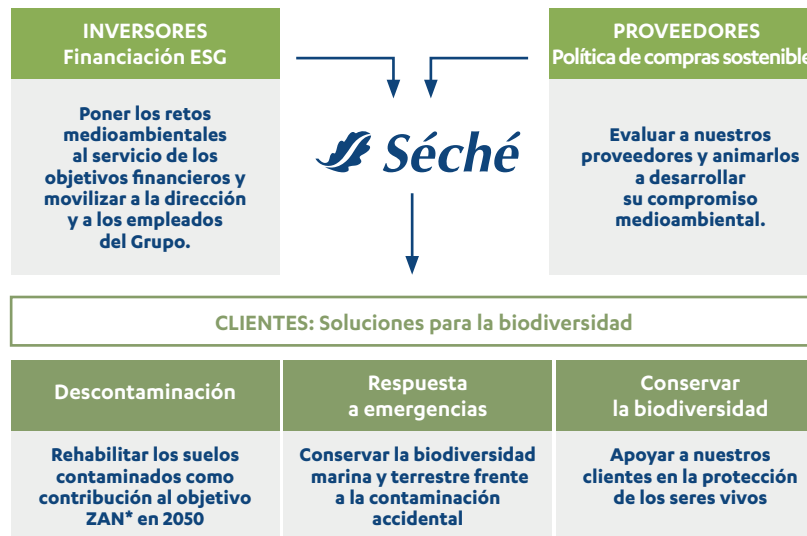 INVERSORES
Financiación ESG
Poner los retos
medioambientales
al servicio de los
objetivos financieros y
movilizar a la dirección
y a los empleados
del Grupo.
Séché
PROVEEDORES
Política de compras sostenible
Evaluar a nuestros
proveedores y animarlos
a desarrollar
su compromiso
medioambiental.
CLIENTES: Soluciones para la biodiversidad
Descontaminación
Rehabilitar los suelos
contaminados como
contribución al objetivo
ZAN* en 2050
Respuesta
a emergencias
Conservar la biodiversidad
marina y terrestre frente
a la contaminación
accidental
Conservar
la biodiversidad
Apoyar a nuestros
clientes en la protección
de los seres vivos